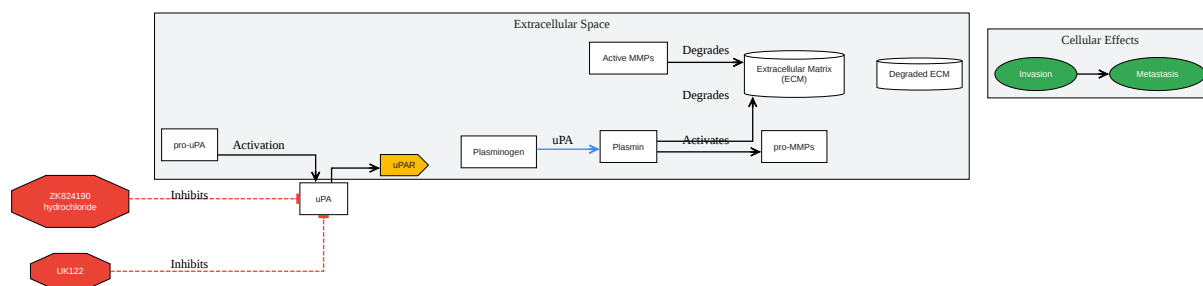 Extracellular Space
Cellular Effects
Active MMPs
Degrades
Extracellular Matrix
(ECM)
Degraded ECM
Invasion
Metastasis
Degrades
pro-uPA
Activation
uPAR
Plasminogen
uPA
Plasmin
Activates
pro-MMPs
ZK824190
hydrochloride
Inhibits
uPA
UK122
Inhibits